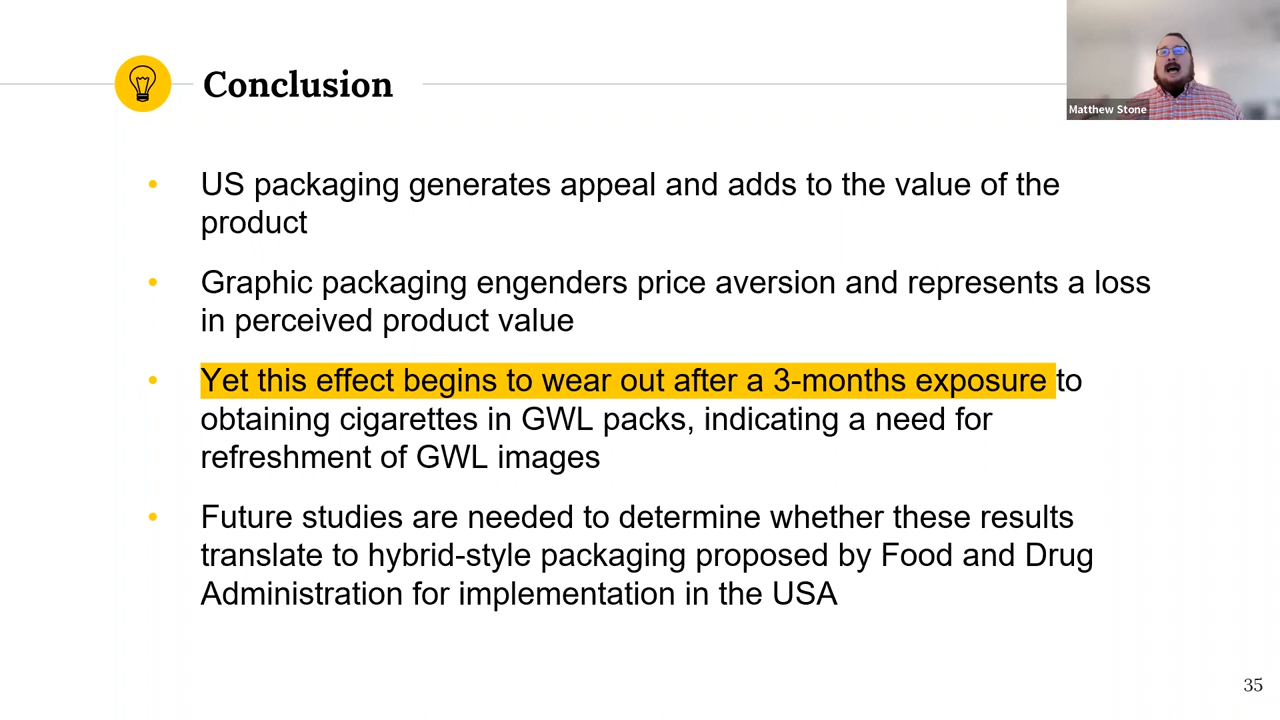 Conclusion
Matthew Stone
• US packaging generates appeal and adds to the value of the
product
• Graphic packaging engenders price aversion and represents a loss
in perceived product value
• Yet this effect begins to wear out after a 3-months exposure to
obtaining cigarettes in GWL packs, indicating a need for
refreshment of GWL images
• Future studies are needed to determine whether these results
translate to hybrid-style packaging proposed by Food and Drug
Administration for implementation in the USA
35